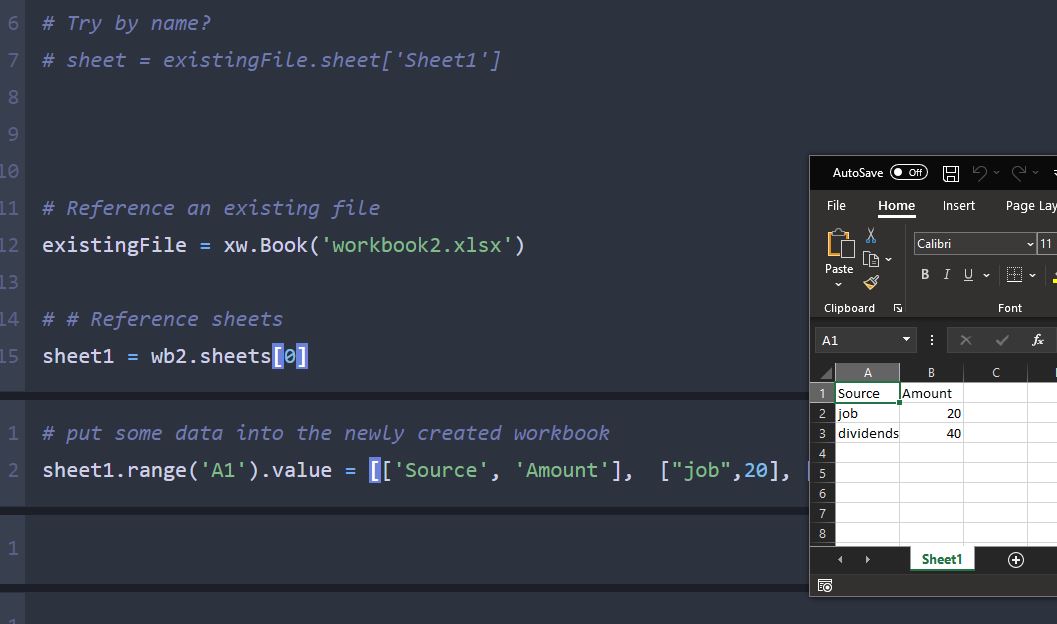 6 # Try by name?
7 # sheet = existingFile.sheet['Sheet1']
8
9
10
11 # Reference an existing file
12 existingFile = xw.Book('workbook2.xlsx')
13
14 # # Reference sheets
15 sheet1 = wb2.sheets[0]
1 # put some data into the newly created workbook
2 sheet1.range('A1').value = [['Source', 'Amount'], ["job",20], [
1
1
AutoSave Off
File Home Insert Page Lay
Calibri 11
Paste
B I U
Clipboard Font
A1 fx
A B C
1 Source Amount
2 job 20
3 dividends 40
4
5
6
7
8
Sheet1